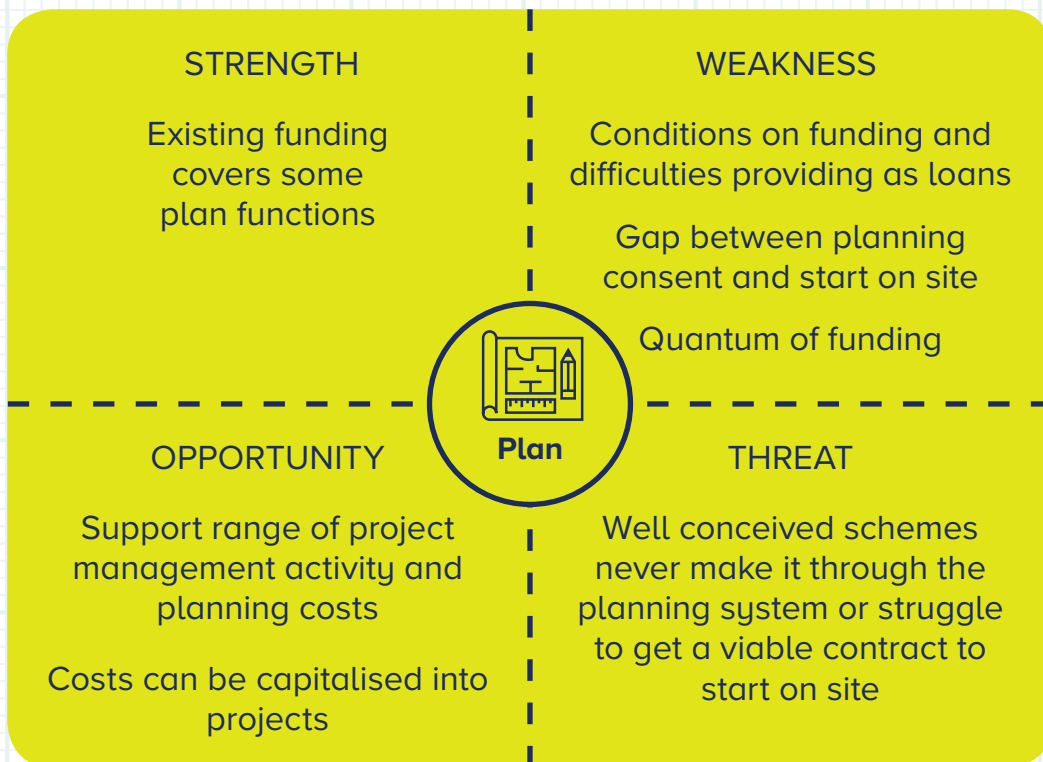 STRENGTH
Existing funding
covers some
plan functions
WEAKNESS
Conditions on funding and
difficulties providing as loans
Gap between planning
consent and start on site
Quantum of funding
Plan
OPPORTUNITY
Support range of project
management activity and
planning costs
Costs can be capitalised into
projects
THREAT
Well conceived schemes
never make it through the
planning system or struggle
to get a viable contract to
start on site